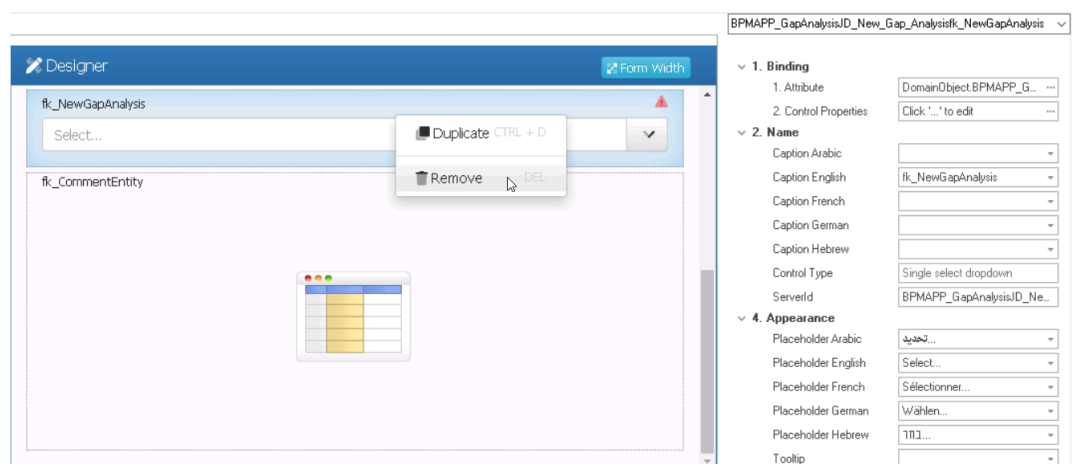 BPMAPP_GapAnalysisJD_New_Gap_Analysisfk_NewGapAnalysis
Designer
Form Width
fk_NewGapAnalysis
Select...
Duplicate CTRL + D
Remove DEL
fk_CommentEntity
1. Binding
1. Attribute DomainObject.BPMAPP_G... ...
2. Control Properties Click '...' to edit ...
2. Name
Caption Arabic
Caption English fk_NewGapAnalysis
Caption French
Caption German
Caption Hebrew
Control Type Single select dropdown
ServerId BPMAPP_GapAnalysisJD_Ne...
4. Appearance
Placeholder Arabic تحديد...
Placeholder English Select...
Placeholder French Sélectionner...
Placeholder German Wählen...
Placeholder Hebrew בחר...
Tooltip